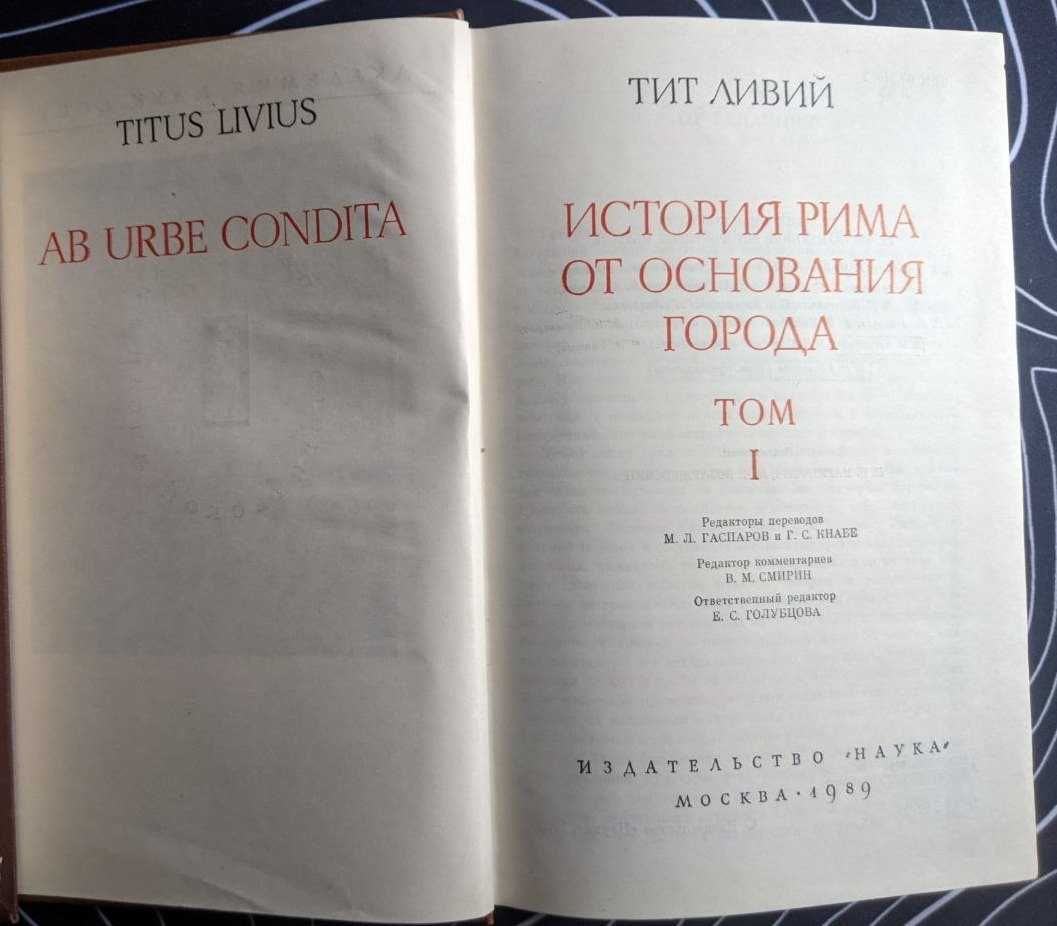 TITUS LIVIUS
AB URBE CONDITA
ТИТ ЛИВИЙ
ИСТОРИЯ РИМА
ОТ ОСНОВАНИЯ
ГОРОДА
ТОМ
I
Редакторы переводов
М. Л. ГАСПАРОВ и Г. С. КНАБЕ
Редактор комментариев
В. М. СМИРИН
Ответственный редактор
Е. С. ГОЛУБЦОВА
ИЗДАТЕЛЬСТВО «НАУКА»
МОСКВА · 1989